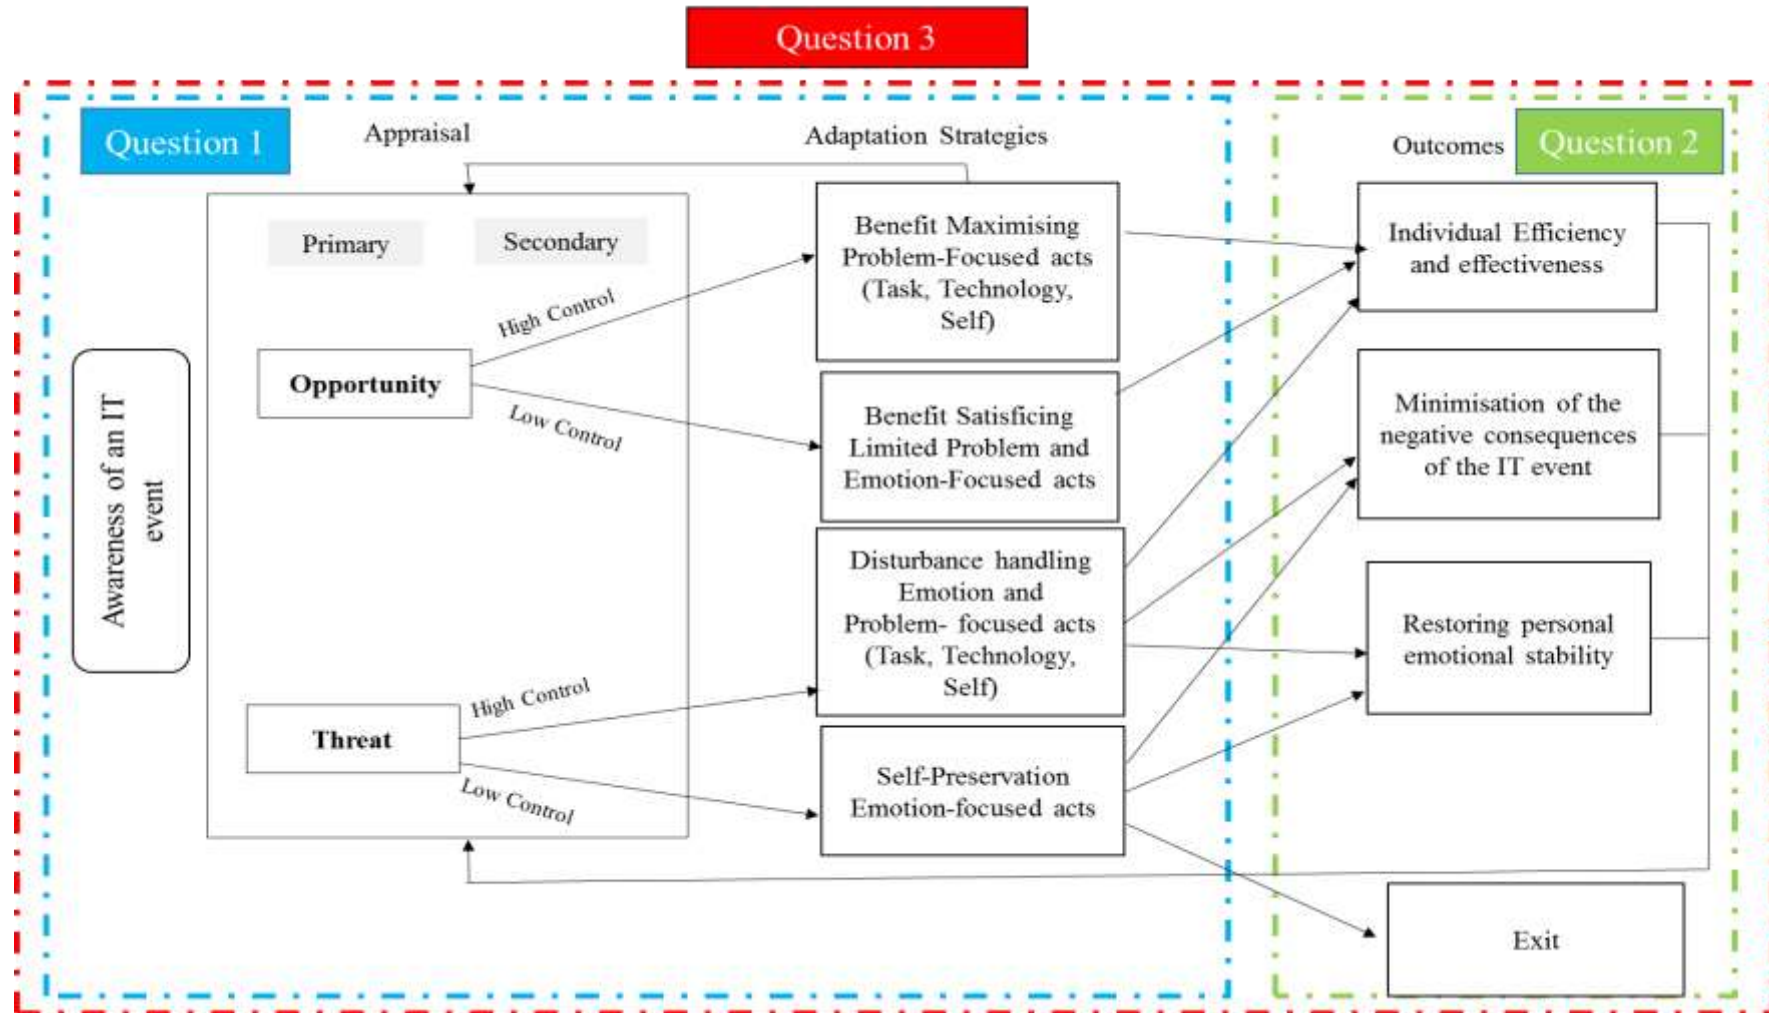 Question 3
Question 1
Appraisal
Adaptation Strategies
Outcomes
Question 2
Primary
Secondary
Awareness of an IT
event
Opportunity
High Control
Low Control
Threat
High Control
Low Control
Benefit Maximising
Problem-Focused acts
(Task, Technology,
Self)
Benefit Satisficing
Limited Problem and
Emotion-Focused acts
Disturbance handling
Emotion and
Problem- focused acts
(Task, Technology,
Self)
Self-Preservation
Emotion-focused acts
Individual Efficiency
and effectiveness
Minimisation of the
negative consequences
of the IT event
Restoring personal
emotional stability
Exit